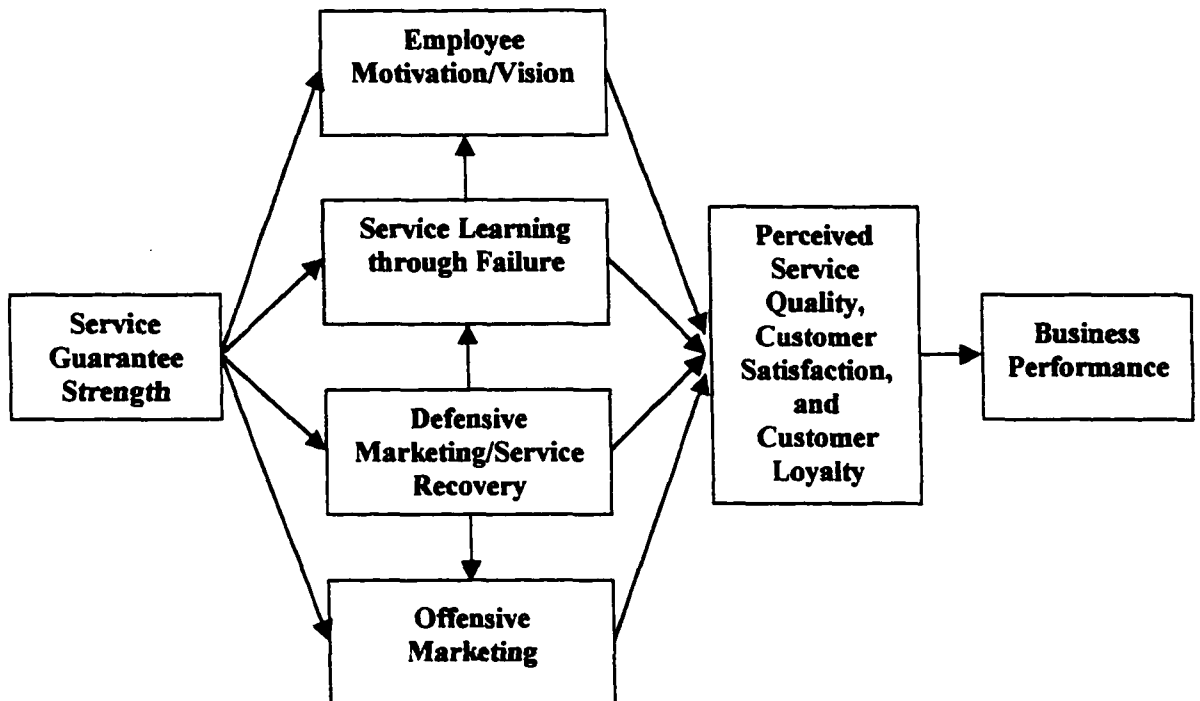 Employee
Motivation/Vision
Service Learning
through Failure
Service
Guarantee
Strength
Defensive
Marketing/Service
Recovery
Offensive
Marketing
Perceived
Service
Quality,
Customer
Satisfaction,
and
Customer
Loyalty
Business
Performance